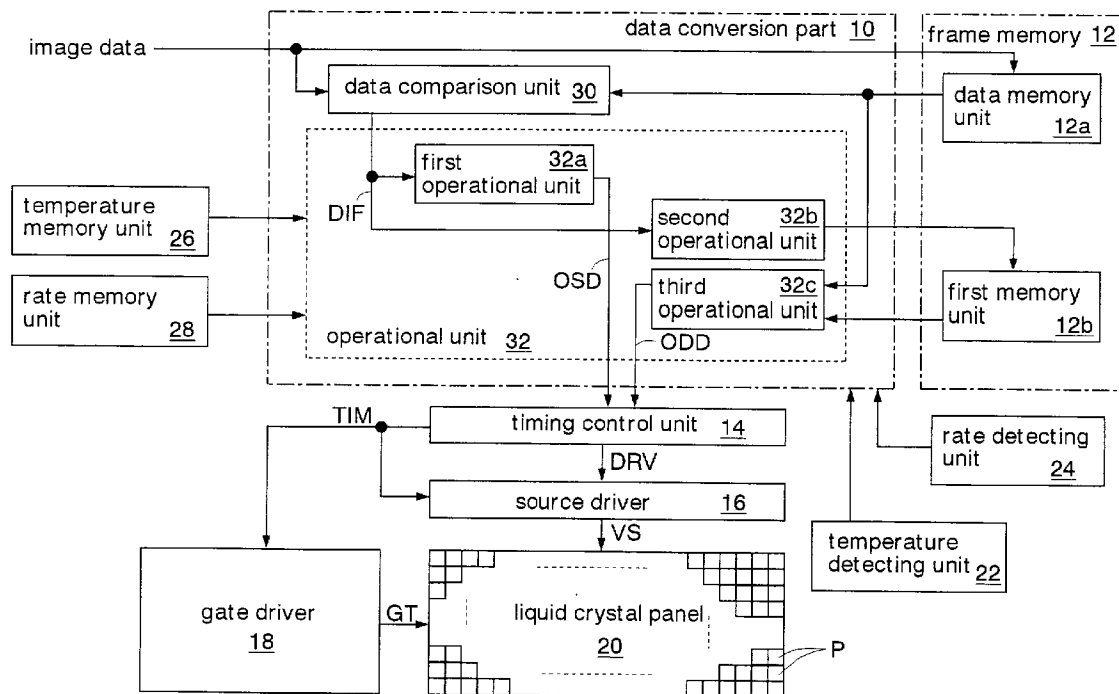 data conversion part 10
frame memory 12
image data
data comparison unit 30
data memory
unit 12a
first 32a
operational unit
temperature
memory unit 26
DIF
second 32b
operational unit
rate memory
unit 28
OSD
third 32c
operational unit
first memory
unit 12b
operational unit 32
ODD
TIM
timing control unit 14
rate detecting
unit 24
DRV
source driver 16
VS
temperature
detecting unit 22
gate driver
18
GT
liquid crystal panel
20
P